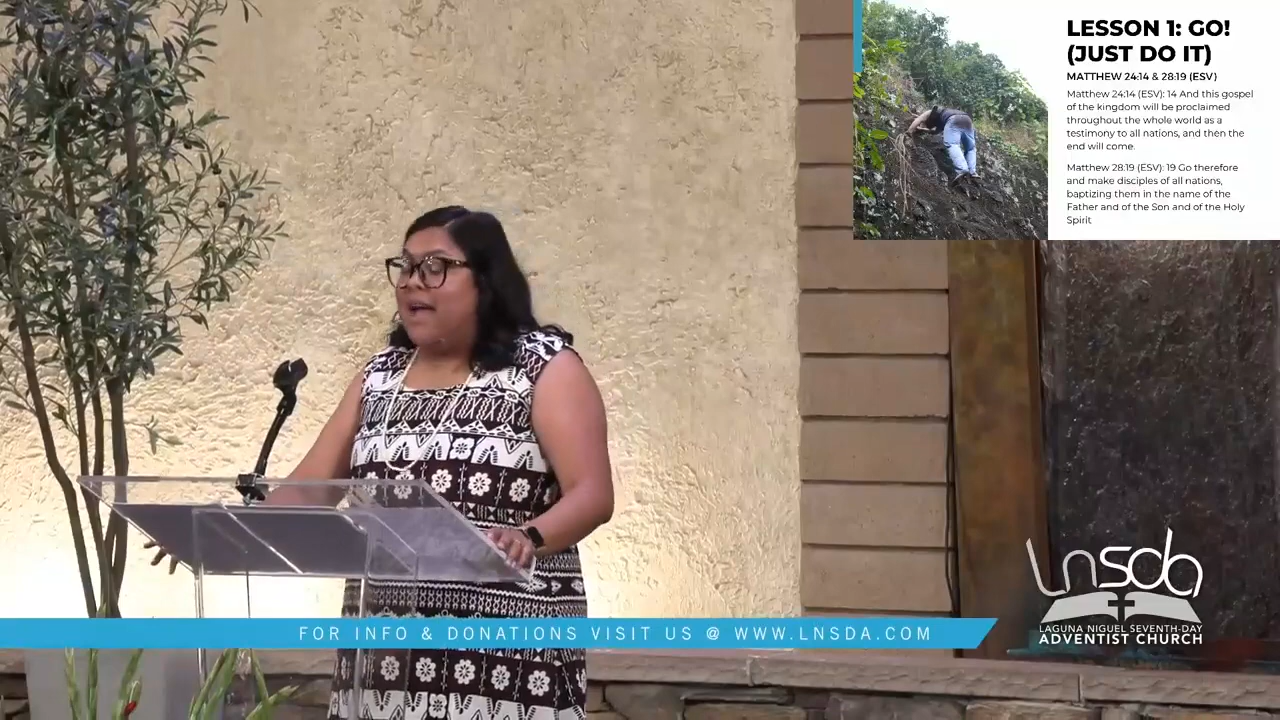 LESSON 1: GO!
(JUST DO IT)
MATTHEW 24:14 & 28:19 (ESV)
Matthew 24:14 (ESV): 14 And this gospel
of the kingdom will be proclaimed
throughout the whole world as a
testimony to all nations, and then the
end will come.
Matthew 28:19 (ESV): 19 Go therefore
and make disciples of all nations,
baptizing them in the name of the
Father and of the Son and of the Holy
Spirit
lnsda
LAGUNA NIGUEL SEVENTH-DAY
ADVENTIST CHURCH
FOR INFO & DONATIONS VISIT US @ WWW.LNSDA.COM